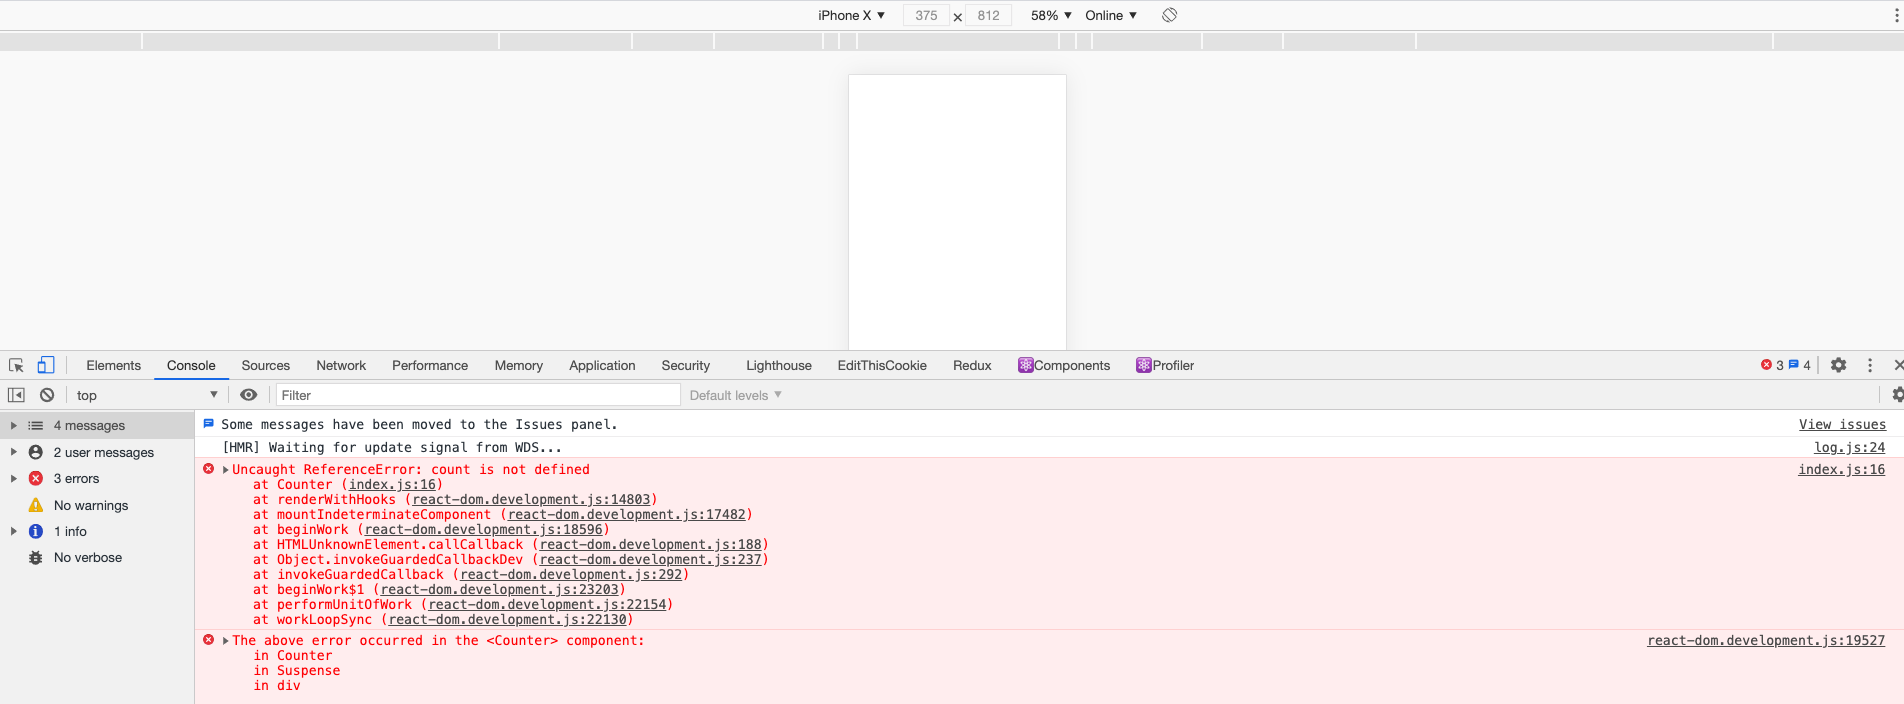 iPhone X ▼ 375 × 812 58% ▼ Online ▼
Elements Console Sources Network Performance Memory Application Security Lighthouse EditThisCookie Redux ⚛️Components ⚛️Profiler 3 4
top ▼ Filter Default levels ▼
4 messages
2 user messages
3 errors
No warnings
1 info
No verbose
Some messages have been moved to the Issues panel. View issues
[HMR] Waiting for update signal from WDS... log.js:24
Uncaught ReferenceError: count is not defined index.js:16
at Counter (index.js:16)
at renderWithHooks (react-dom.development.js:14803)
at mountIndeterminateComponent (react-dom.development.js:17482)
at beginWork (react-dom.development.js:18596)
at HTMLUnknownElement.callCallback (react-dom.development.js:188)
at Object.invokeGuardedCallbackDev (react-dom.development.js:237)
at invokeGuardedCallback (react-dom.development.js:292)
at beginWork$1 (react-dom.development.js:23203)
at performUnitOfWork (react-dom.development.js:22154)
at workLoopSync (react-dom.development.js:22130)
The above error occurred in the <Counter> component: react-dom.development.js:19527
in Counter
in Suspense
in div